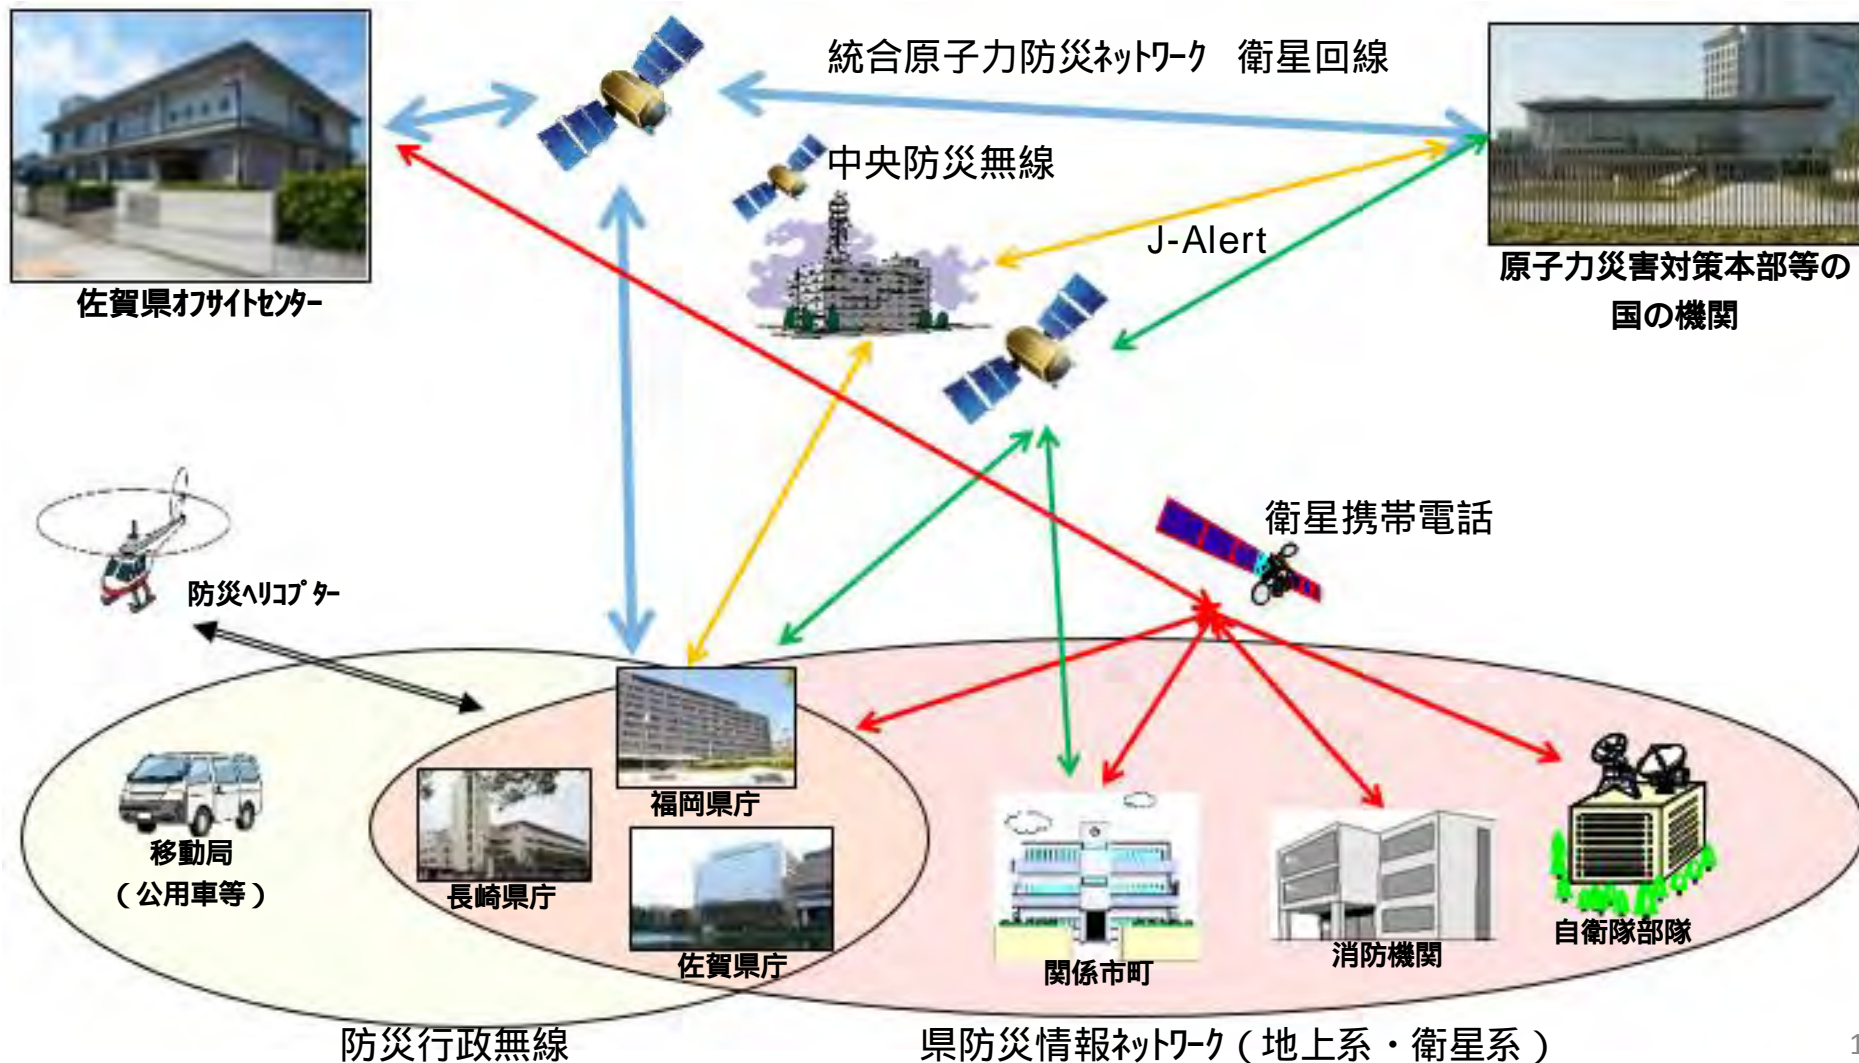 統合原子力防災ネットワーク 衛星回線
中央防災無線
J-Alert
佐賀県オフサイトセンター
原子力災害対策本部等の
国の機関
衛星携帯電話
防災ヘリコプター
福岡県庁
移動局
(公用車等)
長崎県庁
佐賀県庁
関係市町
消防機関
自衛隊部隊
防災行政無線
県防災情報ネットワーク(地上系・衛星系)